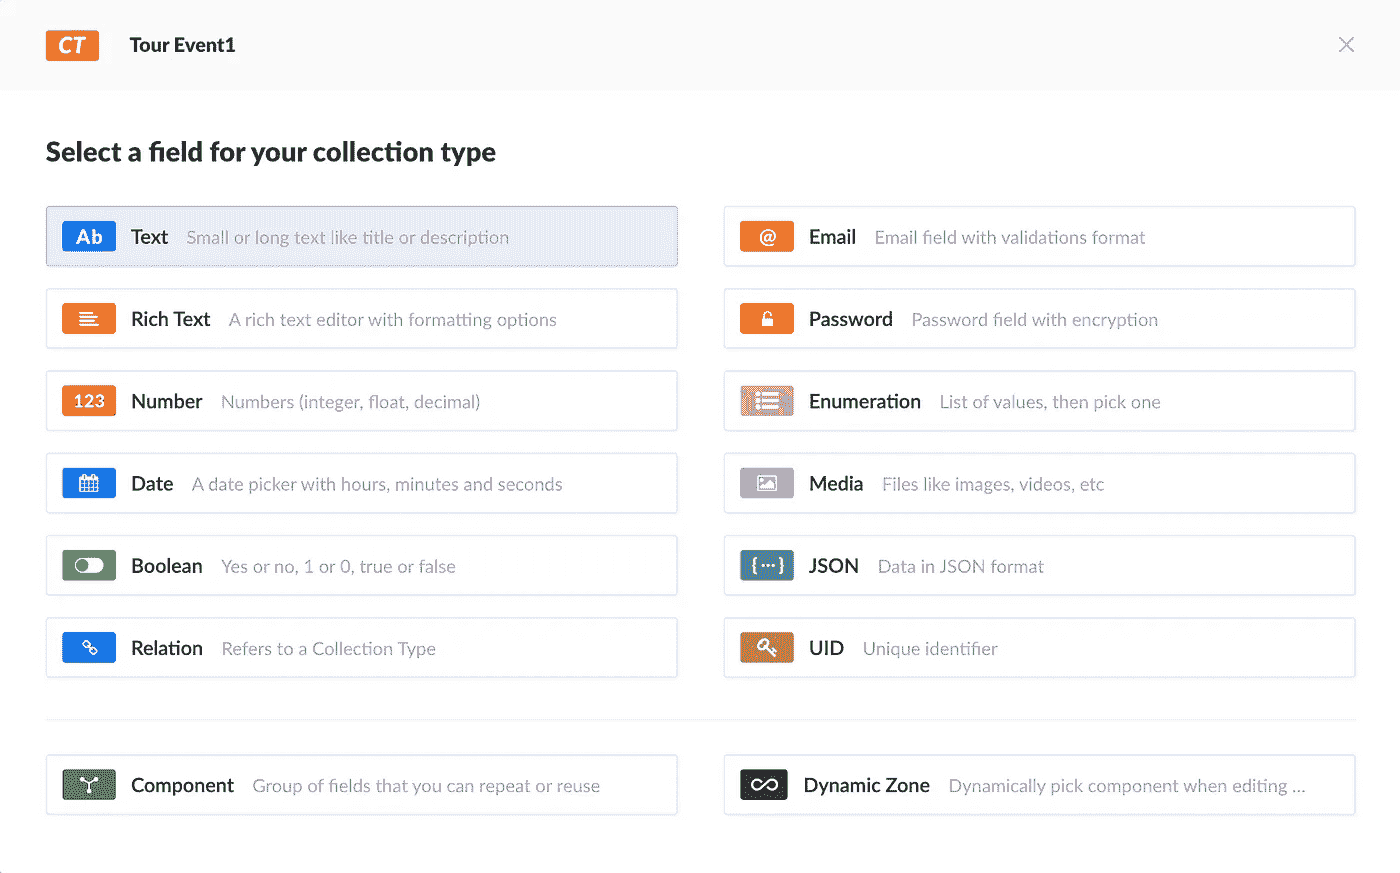 CT Tour Event1
Select a field for your collection type
Ab Text Small or long text like title or description
@ Email Email field with validations format
Rich Text A rich text editor with formatting options
Password Password field with encryption
123 Number Numbers (integer, float, decimal)
Enumeration List of values, then pick one
Date A date picker with hours, minutes and seconds
Media Files like images, videos, etc
Boolean Yes or no, 1 or 0, true or false
{...} JSON Data in JSON format
Relation Refers to a Collection Type
UID Unique identifier
Component Group of fields that you can repeat or reuse
Dynamic Zone Dynamically pick component when editing ...